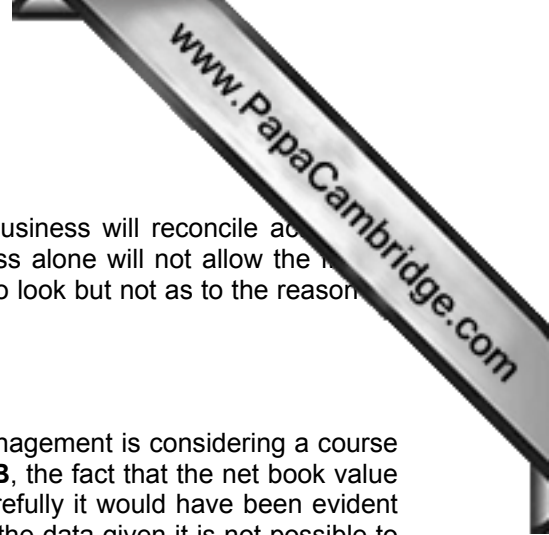 www.PapaCambridge.com
usiness will reconcile
ss alone will not allow the
o look but not as to the reason
nagement is considering a course
B, the fact that the net book value
refully it would have been evident
the data given it is not possible to